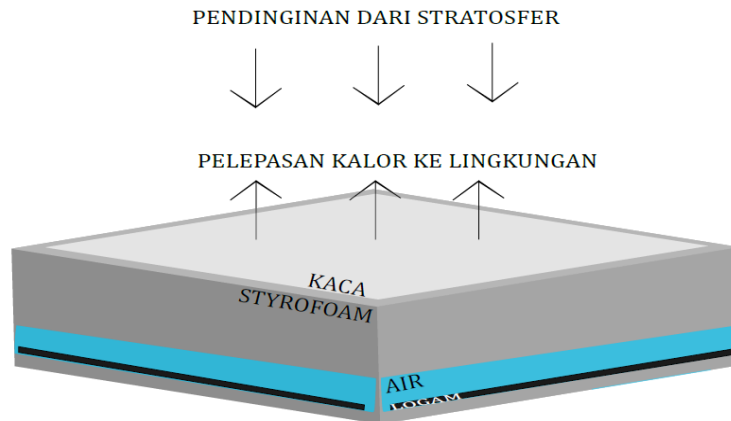 PENDINGINAN DARI STRATOSFER
PELEPASAN KALOR KE LINGKUNGAN
KACA
STYROFOAM
AIR
LOGAM